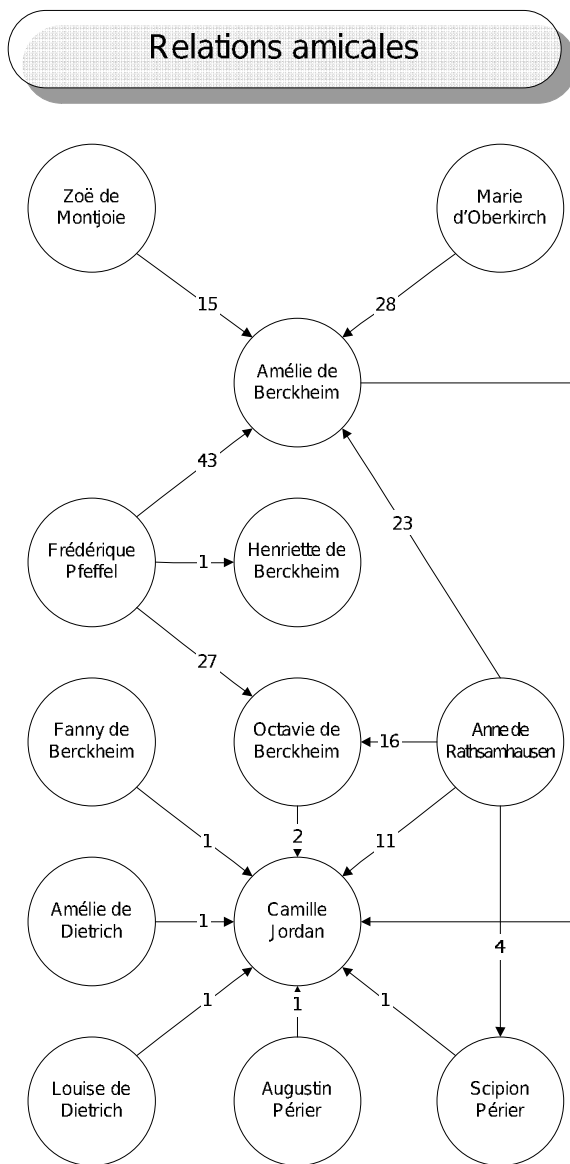 Relations amicales
Zoë de
Montjoie
Marie
d'Oberkirch
15
28
Amélie de
Berckheim
43
23
Frédérique
Pfeffel
1
Henriette de
Berckheim
27
Fanny de
Berckheim
Octavie de
Berckheim
16
Anne de
Rathsamhausen
1
2
11
Amélie de
Dietrich
1
Camille
Jordan
4
1
1
1
Louise de
Dietrich
Augustin
Périer
Scipion
Périer